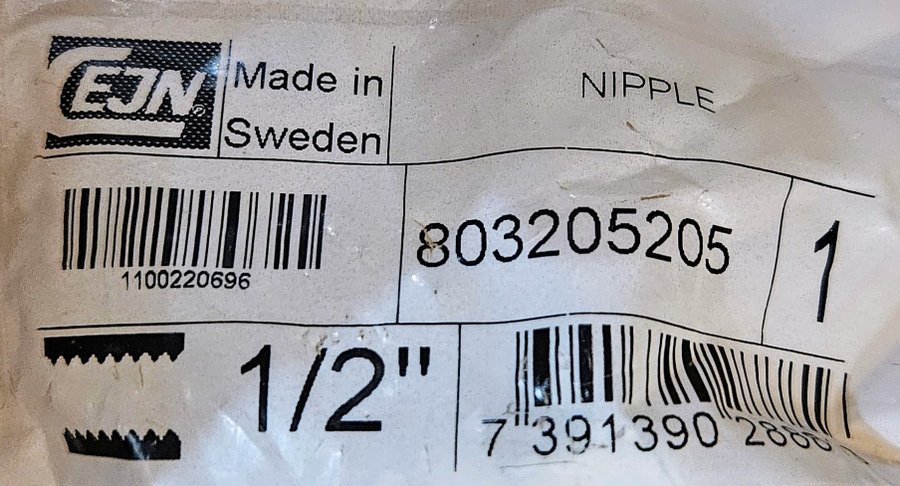 CEJN
Made in
Sweden
NIPPLE
1100220696
803205205
1
1/2"
7 391390